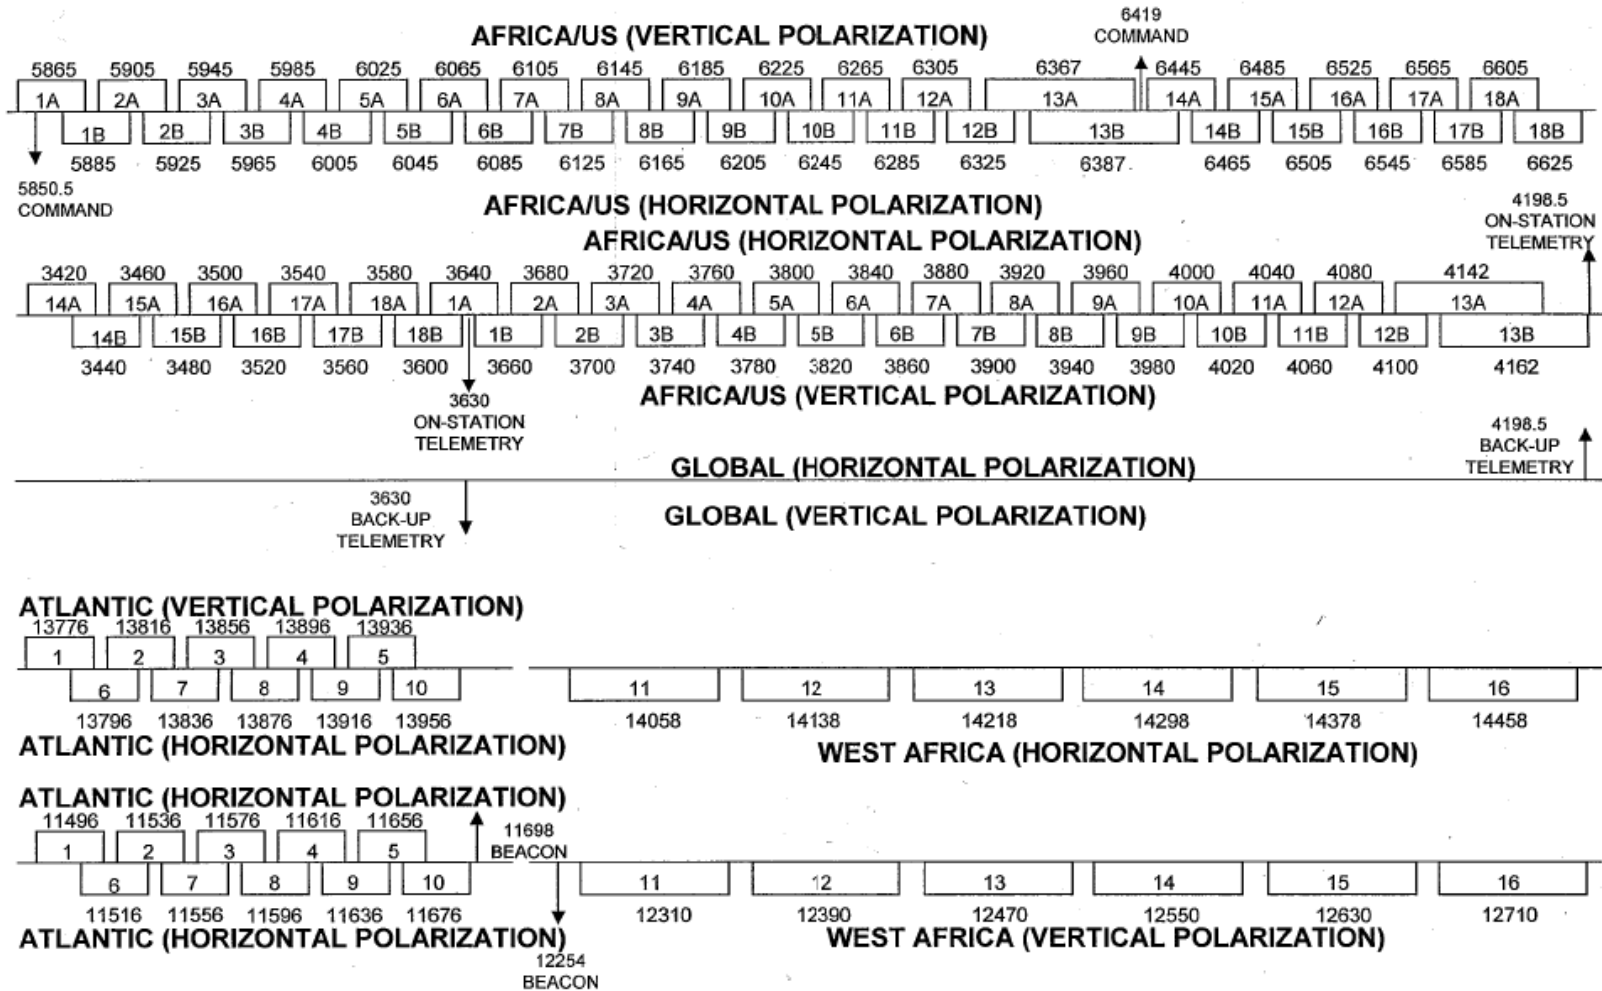 6419
COMMAND
AFRICA/US (VERTICAL POLARIZATION)
5865 5905 5945 5985 6025 6065 6105 6145 6185 6225 6265 6305 6367 6445 6485 6525 6565 6605
1A 2A 3A 4A 5A 6A 7A 8A 9A 10A 11A 12A 13A 14A 15A 16A 17A 18A
1B 2B 3B 4B 5B 6B 7B 8B 9B 10B 11B 12B 13B 14B 15B 16B 17B 18B
5885 5925 5965 6005 6045 6085 6125 6165 6205 6245 6285 6325 6387 6465 6505 6545 6585 6625
5850.5
COMMAND
AFRICA/US (HORIZONTAL POLARIZATION)
4198.5
ON-STATION
TELEMETRY
AFRICA/US (HORIZONTAL POLARIZATION)
3420 3460 3500 3540 3580 3640 3680 3720 3760 3800 3840 3880 3920 3960 4000 4040 4080 4142
14A 15A 16A 17A 18A 1A 2A 3A 4A 5A 6A 7A 8A 9A 10A 11A 12A 13A
14B 15B 16B 17B 18B 1B 2B 3B 4B 5B 6B 7B 8B 9B 10B 11B 12B 13B
3440 3480 3520 3560 3600 3660 3700 3740 3780 3820 3860 3900 3940 3980 4020 4060 4100 4162
AFRICA/US (VERTICAL POLARIZATION)
3630
ON-STATION
TELEMETRY
4198.5
BACK-UP
TELEMETRY
GLOBAL (HORIZONTAL POLARIZATION)
3630
BACK-UP
TELEMETRY
GLOBAL (VERTICAL POLARIZATION)
ATLANTIC (VERTICAL POLARIZATION)
13776 13816 13856 13896 13936
1 2 3 4 5
6 7 8 9 10 11 12 13 14 15 16
13796 13836 13876 13916 13956 14058 14138 14218 14298 14378 14458
ATLANTIC (HORIZONTAL POLARIZATION) WEST AFRICA (HORIZONTAL POLARIZATION)
ATLANTIC (HORIZONTAL POLARIZATION)
11496 11536 11576 11616 11656
11698
BEACON
1 2 3 4 5
6 7 8 9 10 11 12 13 14 15 16
11516 11556 11596 11636 11676 12310 12390 12470 12550 12630 12710
ATLANTIC (HORIZONTAL POLARIZATION) WEST AFRICA (VERTICAL POLARIZATION)
12254
BEACON